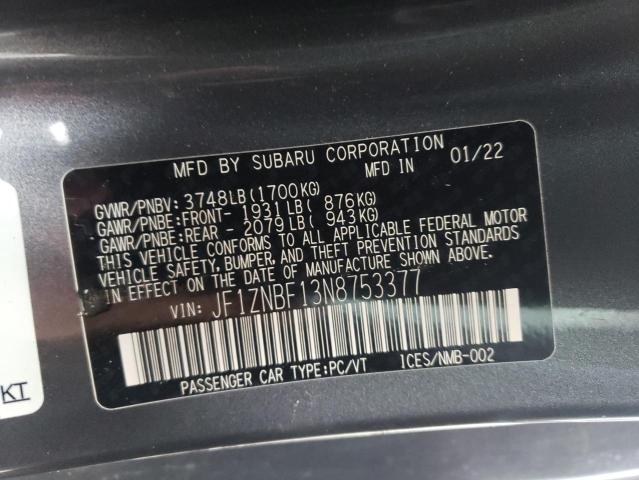 MFD BY SUBARU CORPORATION
MFD IN 01/22
GVWR/PNBV: 3748LB(1700KG)
GAWR/PNBE:FRONT- 1931LB( 876KG)
GAWR/PNBE:REAR - 2079LB( 943KG)
THIS VEHICLE CONFORMS TO ALL APPLICABLE FEDERAL MOTOR
VEHICLE SAFETY, BUMPER, AND THEFT PREVENTION STANDARDS
IN EFFECT ON THE DATE OF MANUFACTURE SHOWN ABOVE.
VIN: JF1ZNBF13N8753377
PASSENGER CAR TYPE:PC/VT ICES/NMB-002
KT